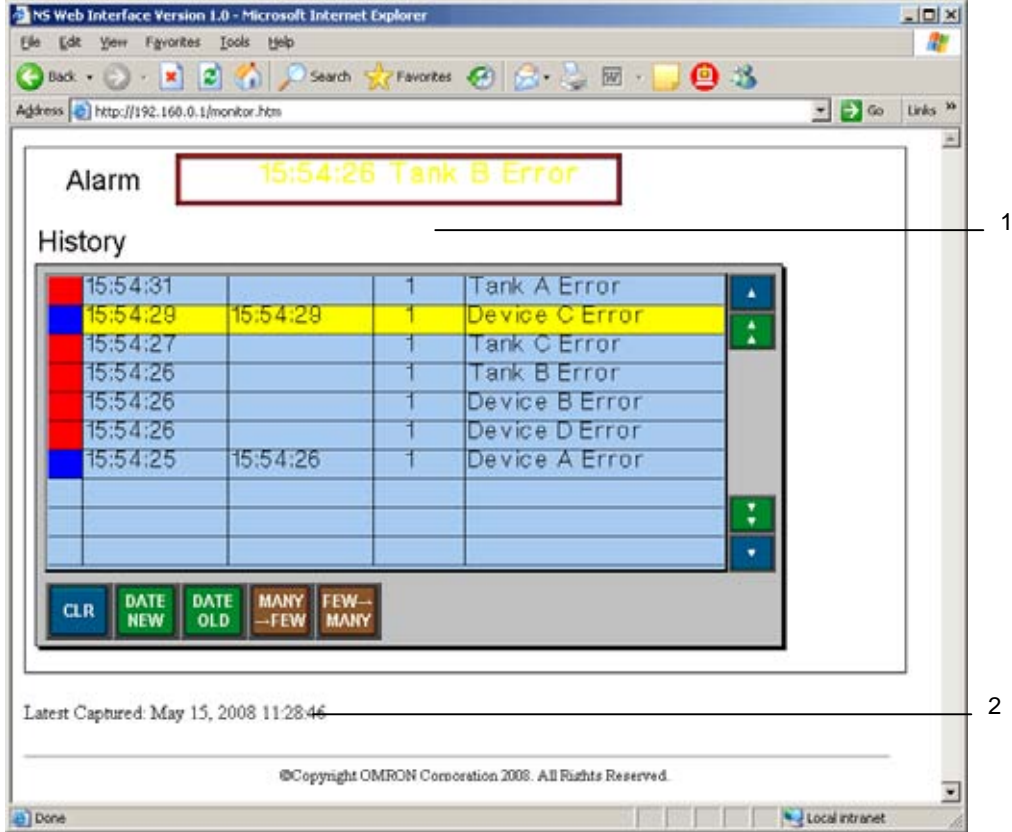 NS Web Interface Version 1.0 - Microsoft Internet Explorer
File Edit View Favorites Tools Help
Back Search Favorites
Address http://192.168.0.1/monitor.htm Go Links »
Alarm 15:54:26 Tank B Error
1
History
15:54:31 1 Tank A Error
15:54:29 15:54:29 1 Device C Error
15:54:27 1 Tank C Error
15:54:26 1 Tank B Error
15:54:26 1 Device B Error
15:54:26 1 Device D Error
15:54:25 15:54:26 1 Device A Error
CLR DATE NEW DATE OLD MANY →FEW FEW→ MANY
Latest Captured: May 15, 2008 11:28:46
2
©Copyright OMRON Corporation 2008. All Rights Reserved.
Done Local intranet